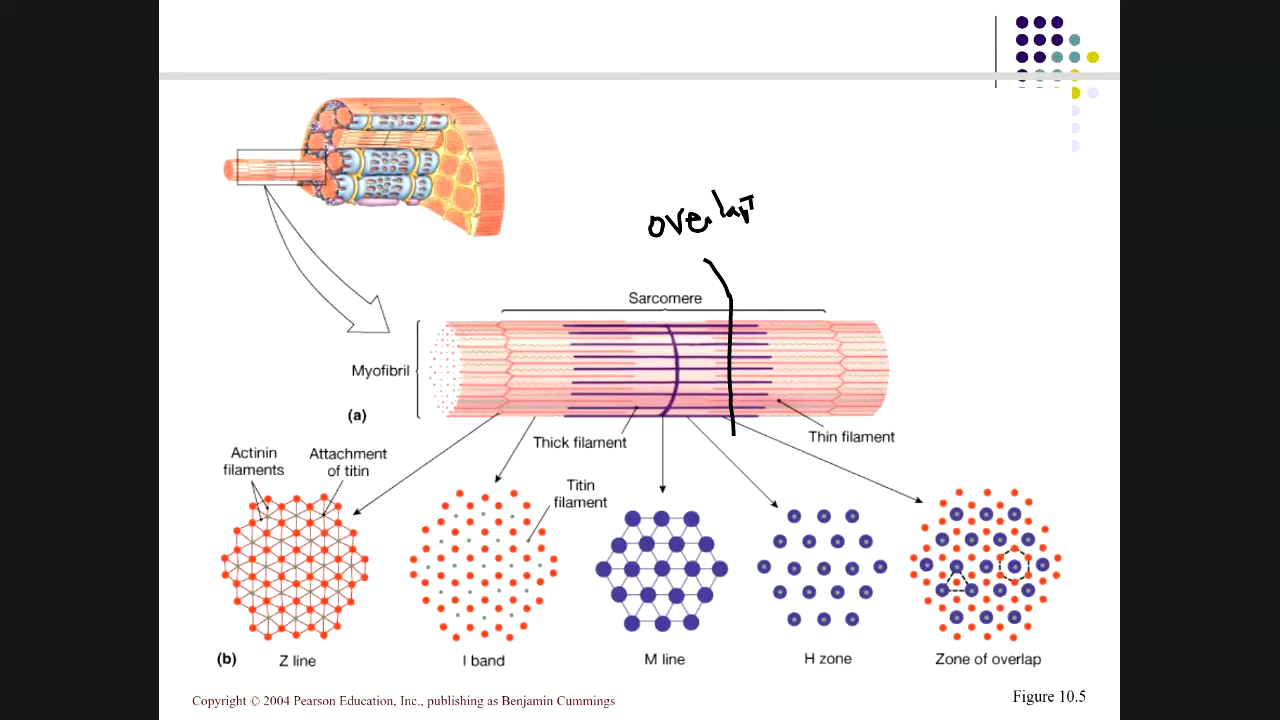 overlap
Sarcomere
Myofibril
(a)
Thick filament
Thin filament
Actinin
filaments
Attachment
of titin
Titin
filament
(b)
Z line
I band
M line
H zone
Zone of overlap
Copyright © 2004 Pearson Education, Inc., publishing as Benjamin Cummings
Figure 10.5